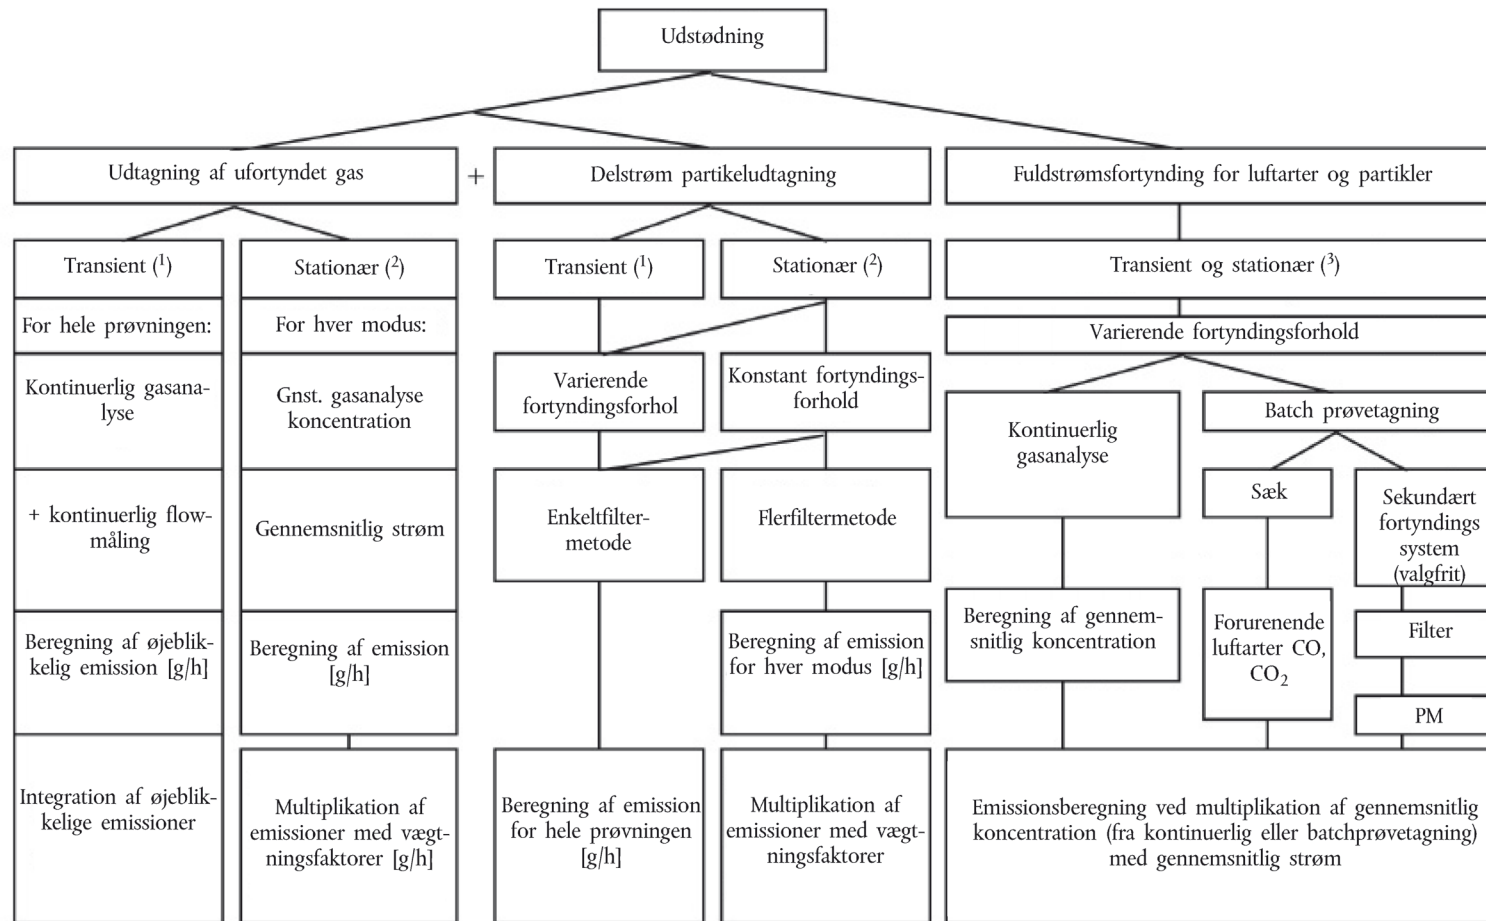 Udstødning
Udtagning af ufortyndet gas
+
Delstrøm partikeludtagning
Fuldstrømsfortynding for luftarter og partikler
Transient (¹)
Stationær (²)
Transient (¹)
Stationær (²)
Transient og stationær (³)
For hele prøvningen:
For hver modus:
Varierende fortyndingsforhold
Kontinuerlig gasana-
lyse
Gnst. gasanalyse
koncentration
Varierende
fortyndingsforhol
Konstant fortyndings-
forhold
Kontinuerlig
gasanalyse
Batch prøvetagning
+ kontinuerlig flow-
måling
Gennemsnitlig strøm
Enkeltfilter-
metode
Flerfiltermetode
Sæk
Sekundært
fortyndings
system
(valgfrit)
Beregning af øjeblik-
kelig emission [g/h]
Beregning af emission
[g/h]
Beregning af emission
for hver modus [g/h]
Beregning af gennem-
snitlig koncentration
Forurenende
luftarter CO,
CO₂
Filter
PM
Integration af øjeblik-
kelige emissioner
Multiplikation af
emissioner med vægt-
ningsfaktorer [g/h]
Beregning af emission
for hele prøvningen
[g/h]
Multiplikation af
emissioner med vægt-
ningsfaktorer
Emissionsberegning ved multiplikation af gennemsnitlig
koncentration (fra kontinuerlig eller batchprøvetagning)
med gennemsnitlig strøm